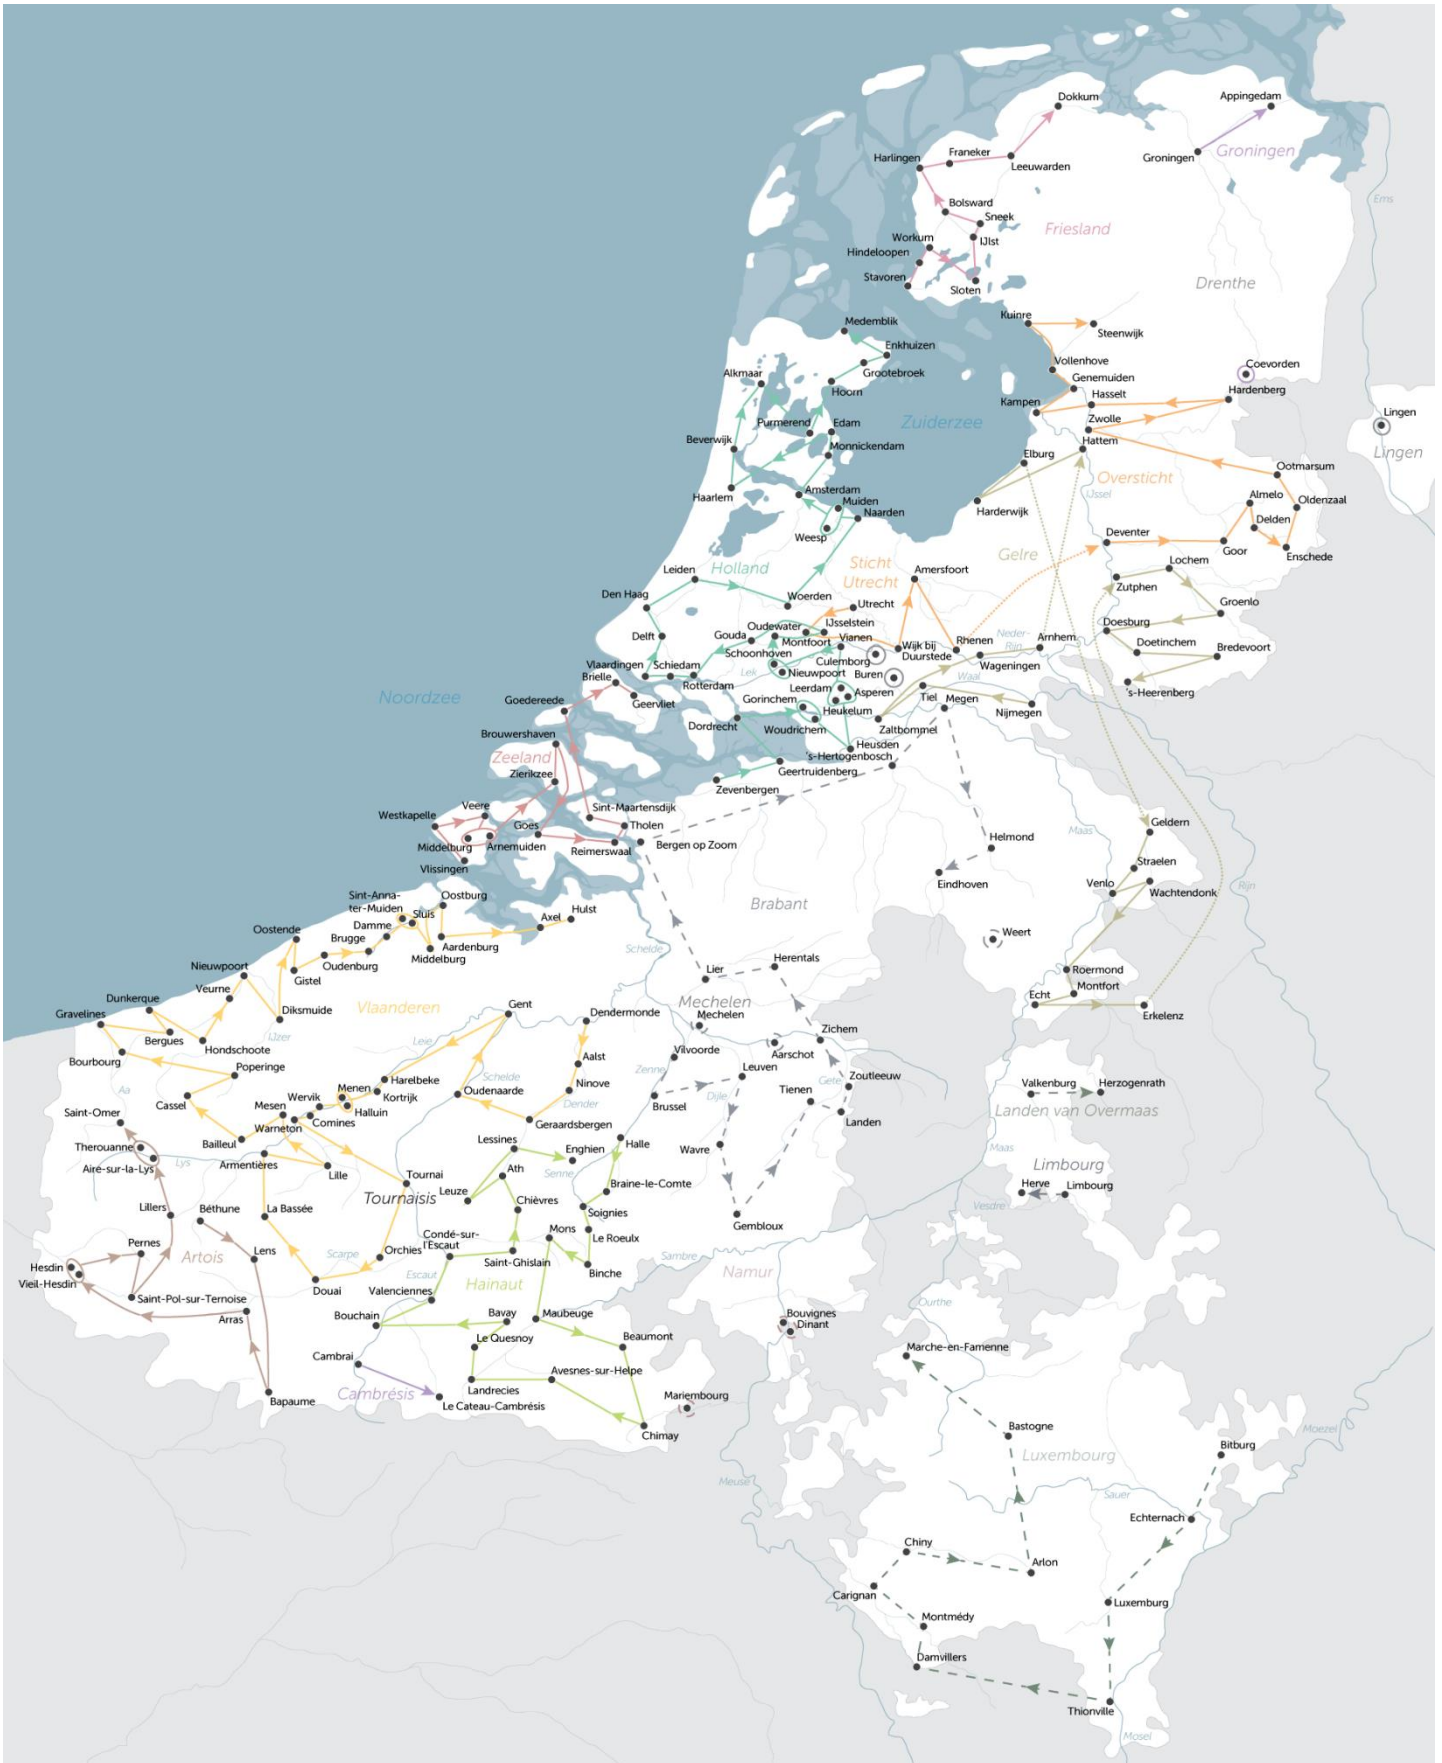 Dokkum
Appingedam
Franeker
Harlingen
Leeuwarden
Groningen
Groningen
Ems
Bolsward
Sneek
Friesland
Workum
IJlst
Hindeloopen
Stavoren
Sloten
Drenthe
Kuinre
Medemblik
Steenwijk
Enkhuizen
Vollenhove
Coevorden
Alkmaar
Grootebroek
Genemuiden
Hoorn
Hasselt
Hardenberg
Kampen
Lingen
Purmerend
Edam
Zuiderzee
Zwolle
Beverwijk
Monnickendam
Hattem
Lingen
Elburg
Ootmarsum
Oversticht
Amsterdam
Haarlem
Muiden
IJssel
Almelo
Oldenzaal
Naarden
Harderwijk
Delden
Weesp
Deventer
Goor
Enschede
Gelre
Holland
Sticht
Utrecht
Leiden
Amersfoort
Lochem
Zutphen
Den Haag
Woerden
Utrecht
Groenlo
Oudewater
IJsselstein
Doesburg
Delft
Gouda
Montfoort
Vianen
Neder-
Rijn
Arnhem
Rhenen
Doetinchem
Bredevoort
Schoonhoven
Culemborg
Wijk bij
Duurstede
Wageningen
Vlaardingen
Schiedam
Nieuwpoort
Lek
Buren
Waal
Brielle
Rotterdam
Leerdam
Asperen
's-Heerenberg
Noordzee
Goedereede
Geervliet
Gorinchem
Heukelum
Tiel
Megen
Nijmegen
Dordrecht
Woudrichem
Zaltbommel
Brouwershaven
Heusden
's-Hertogenbosch
Zeeland
Geertruidenberg
Zierikzee
Zevenbergen
Veere
Sint-Maartensdijk
Westkapelle
Goes
Tholen
Geldern
Maas
Helmond
Middelburg
Arnemuiden
Reimerswaal
Bergen op Zoom
Vlissingen
Straelen
Eindhoven
Venlo
Wachtendonk
Rijn
Sint-Anna-
ter-Muiden
Oostburg
Brabant
Sluis
Axel
Hulst
Damme
Oostende
Brugge
Weert
Aardenburg
Middelburg
Schelde
Oudenburg
Nieuwpoort
Gistel
Lier
Herentals
Roermond
Veurne
Montfort
Dunkerque
Vlaanderen
Gent
Mechelen
Echt
Gravelines
Diksmuide
Dendermonde
Mechelen
Erkelenz
Bergues
Hondschoote
IJzer
Leie
Zichem
Bourbourg
Vilvoorde
Aarschot
Aalst
Poperinge
Zenne
Leuven
Zoutleeuw
Harelbeke
Schelde
Ninove
Gete
Valkenburg
Herzogenrath
Aa
Menen
Kortrijk
Oudenaarde
Tienen
Cassel
Wervik
Brussel
Dijle
Dender
Mesen
Halluin
Landen van Overmaas
Saint-Omer
Comines
Geraardsbergen
Landen
Warneton
Bailleul
Lessines
Halle
Therouanne
Enghien
Wavre
Maas
Aire-sur-la-Lys
Lys
Armentières
Ath
Limbourg
Lille
Tournai
Senne
Tournaisis
Leuze
Braine-le-Comte
Herve
Limbourg
Lillers
Béthune
La Bassée
Chièvres
Vesdre
Soignies
Gembloux
Condé-sur-
l'Escaut
Mons
Le Roeulx
Pernes
Lens
Orchies
Artois
Scarpe
Saint-Ghislain
Sambre
Hesdin
Escaut
Binche
Namur
Vieil-Hesdin
Hainaut
Douai
Valenciennes
Saint-Pol-sur-Ternoise
Ourthe
Arras
Bouchain
Bavay
Maubeuge
Bouvignes
Dinant
Le Quesnoy
Beaumont
Marche-en-Famenne
Cambrai
Avesnes-sur-Helpe
Cambrésis
Landrecies
Mariembourg
Bapaume
Le Cateau-Cambrésis
Bastogne
Chimay
Moezel
Bitburg
Luxembourg
Meuse
Sauer
Echternach
Chiny
Arlon
Carignan
Luxemburg
Montmédy
Damvillers
Thionville
Mosel